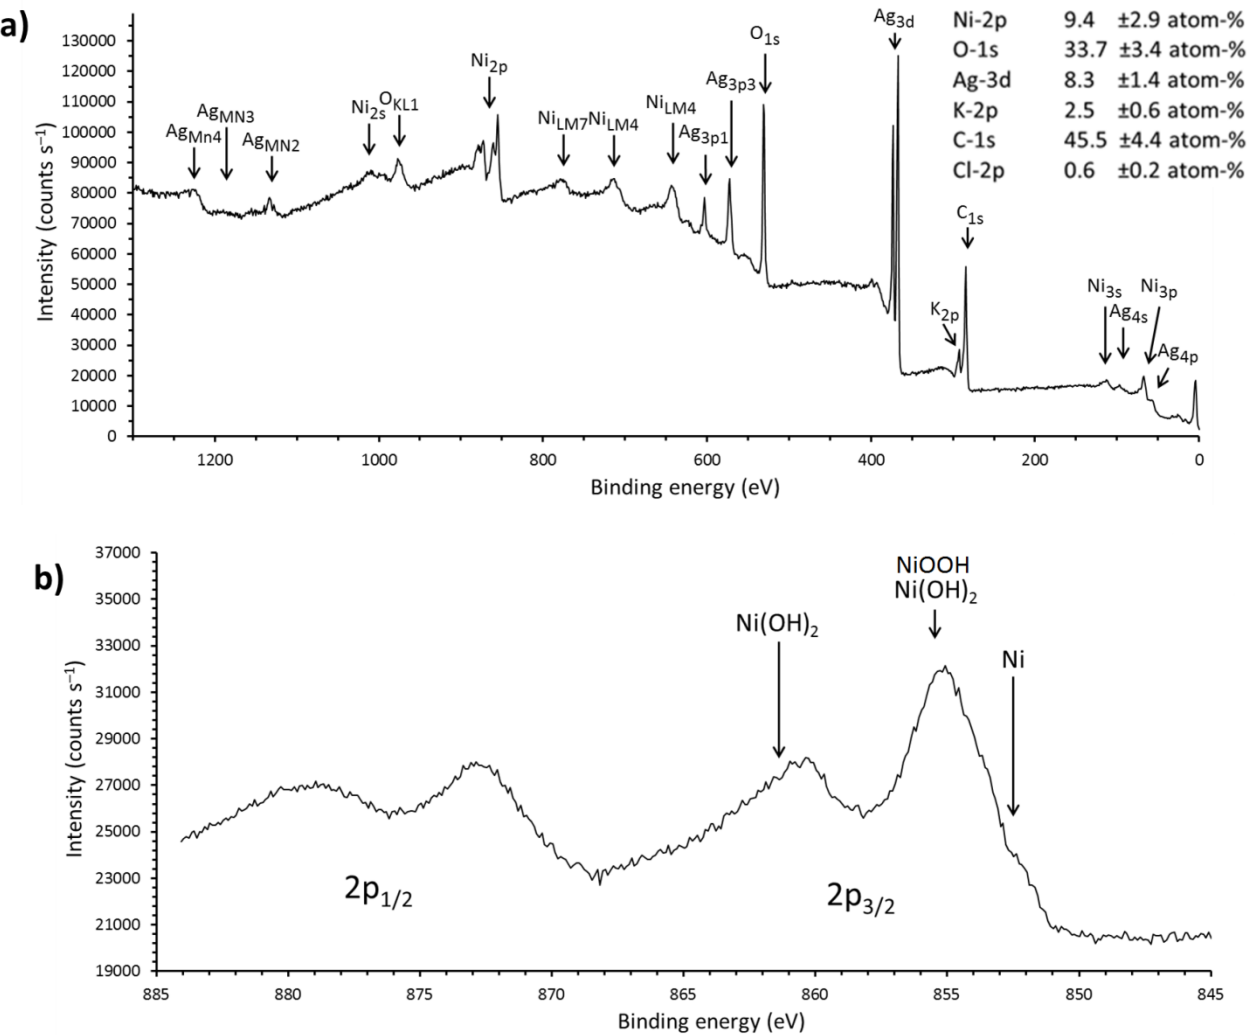 a)
Ni-2p 9.4 ±2.9 atom-%
O-1s 33.7 ±3.4 atom-%
Ag-3d 8.3 ±1.4 atom-%
K-2p 2.5 ±0.6 atom-%
C-1s 45.5 ±4.4 atom-%
Cl-2p 0.6 ±0.2 atom-%
Intensity (counts s⁻¹)
130000
120000
110000
100000
90000
80000
70000
60000
50000
40000
30000
20000
10000
0
AgMn4
AgMN3
AgMN2
Ni2s
OKL1
Ni2p
NiLM7
NiLM4
NiLM4
Ag3p1
Ag3p3
O1s
Ag3d
K2p
C1s
Ni3s
Ag4s
Ni3p
Ag4p
1200 1000 800 600 400 200 0
Binding energy (eV)
b)
Intensity (counts s⁻¹)
37000
35000
33000
31000
29000
27000
25000
23000
21000
19000
NiOOH
Ni(OH)₂
Ni(OH)₂
Ni
2p1/2
2p3/2
885 880 875 870 865 860 855 850 845
Binding energy (eV)